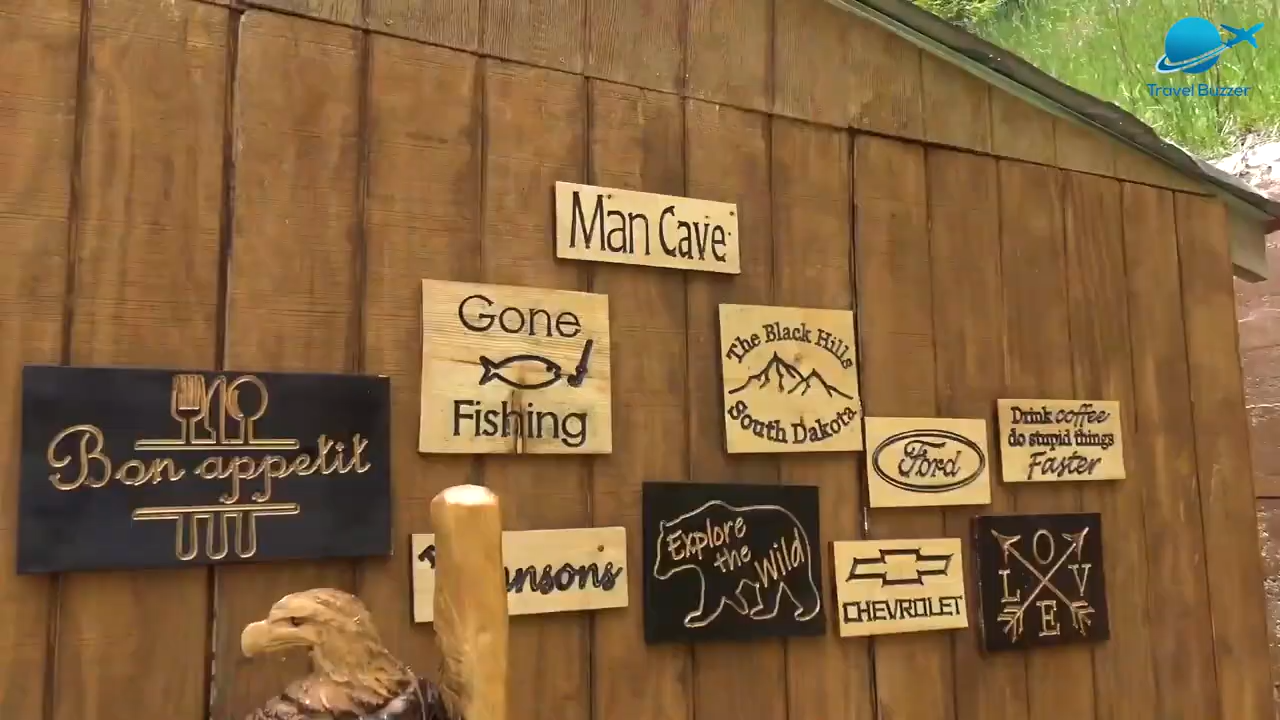 Travel Buzzer
Man Cave
Gone
Fishing
The Black Hills
South Dakota
Drink coffee
do stupid things
Faster
Ford
Bon appetit
Explore
the
Wild
CHEVROLET
L O V E